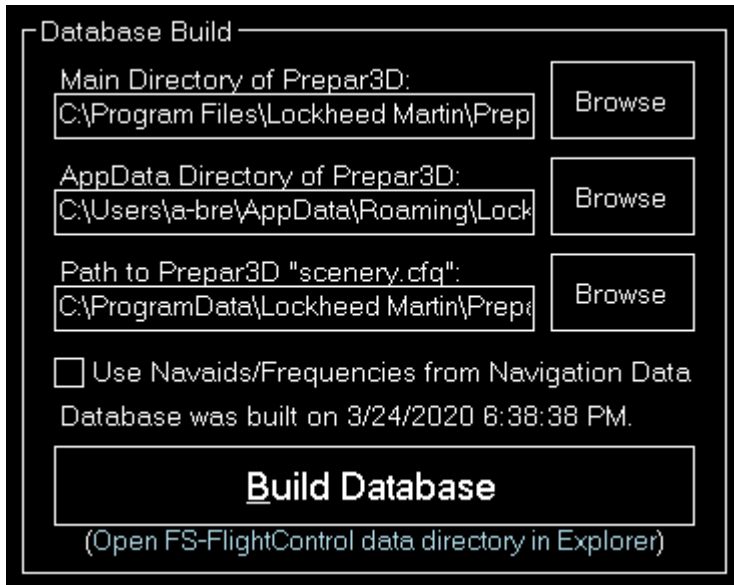 Database Build
Main Directory of Prepar3D:
C:\Program Files\Lockheed Martin\Prep
Browse
AppData Directory of Prepar3D:
C:\Users\a-bre\AppData\Roaming\Lock
Browse
Path to Prepar3D "scenery.cfg":
C:\ProgramData\Lockheed Martin\Prepa
Browse
Use Navaids/Frequencies from Navigation Data
Database was built on 3/24/2020 6:38:38 PM.
Build Database
(Open FS-FlightControl data directory in Explorer)